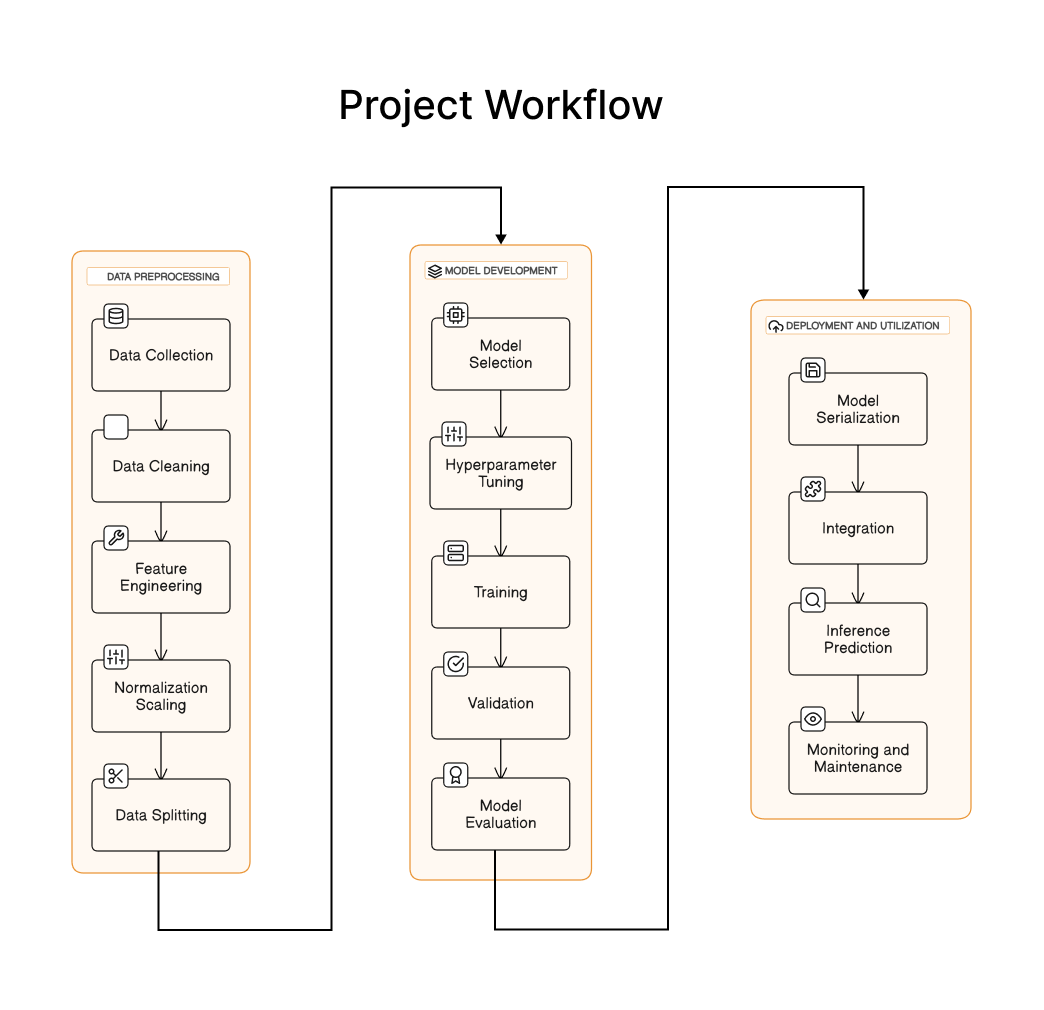 Project Workflow
DATA PREPROCESSING
Data Collection
Data Cleaning
Feature
Engineering
Normalization
Scaling
Data Splitting
MODEL DEVELOPMENT
Model
Selection
Hyperparameter
Tuning
Training
Validation
Model
Evaluation
DEPLOYMENT AND UTILIZATION
Model
Serialization
Integration
Inference
Prediction
Monitoring and
Maintenance